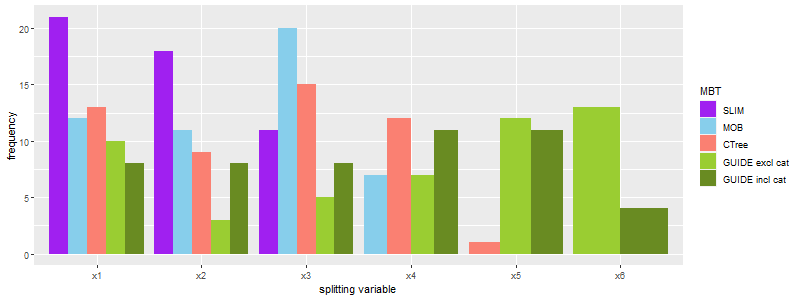 frequency
20
15
10
5
0
x1 x2 x3 x4 x5 x6
splitting variable
MBT
SLIM
MOB
CTree
GUIDE excl cat
GUIDE incl cat